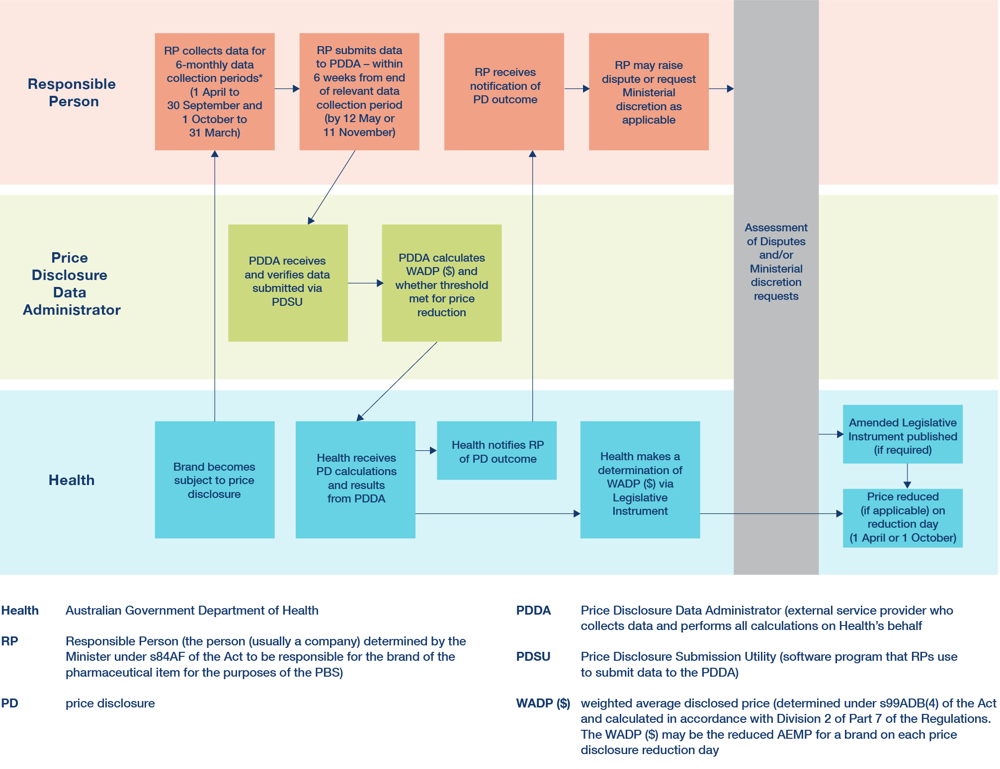 Responsible
Person
RP collects data for
6-monthly data
collection periods*
(1 April to
30 September and
1 October to
31 March)
RP submits data
to PDDA – within
6 weeks from end
of relevant data
collection period
(by 12 May or
11 November)
RP receives
notification of
PD outcome
RP may raise
dispute or request
Ministerial
discretion as
applicable
Price
Disclosure
Data
Administrator
PDDA receives
and verifies data
submitted via
PDSU
PDDA calculates
WADP ($) and
whether threshold
met for price
reduction
Assessment
of Disputes
and/or
Ministerial
discretion
requests
Health
Brand becomes
subject to price
disclosure
Health receives
PD calculations
and results
from PDDA
Health notifies RP
of PD outcome
Health makes a
determination of
WADP ($) via
Legislative
Instrument
Amended Legislative
Instrument published
(if required)
Price reduced
(if applicable) on
reduction day
(1 April or 1 October)
Health Australian Government Department of Health
RP Responsible Person (the person (usually a company) determined by the
Minister under s84AF of the Act to be responsible for the brand of the
pharmaceutical item for the purposes of the PBS)
PD price disclosure
PDDA Price Disclosure Data Administrator (external service provider who
collects data and performs all calculations on Health’s behalf
PDSU Price Disclosure Submission Utility (software program that RPs use
to submit data to the PDDA)
WADP ($) weighted average disclosed price (determined under s99ADB(4) of the Act
and calculated in accordance with Division 2 of Part 7 of the Regulations.
The WADP ($) may be the reduced AEMP for a brand on each price
disclosure reduction day